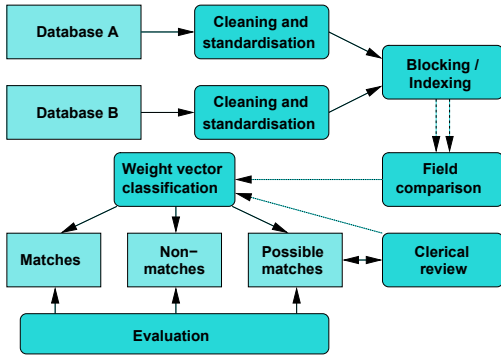 Database A
Cleaning and
standardisation
Blocking /
Indexing
Database B
Cleaning and
standardisation
Weight vector
classification
Field
comparison
Matches
Non−
matches
Possible
matches
Clerical
review
Evaluation